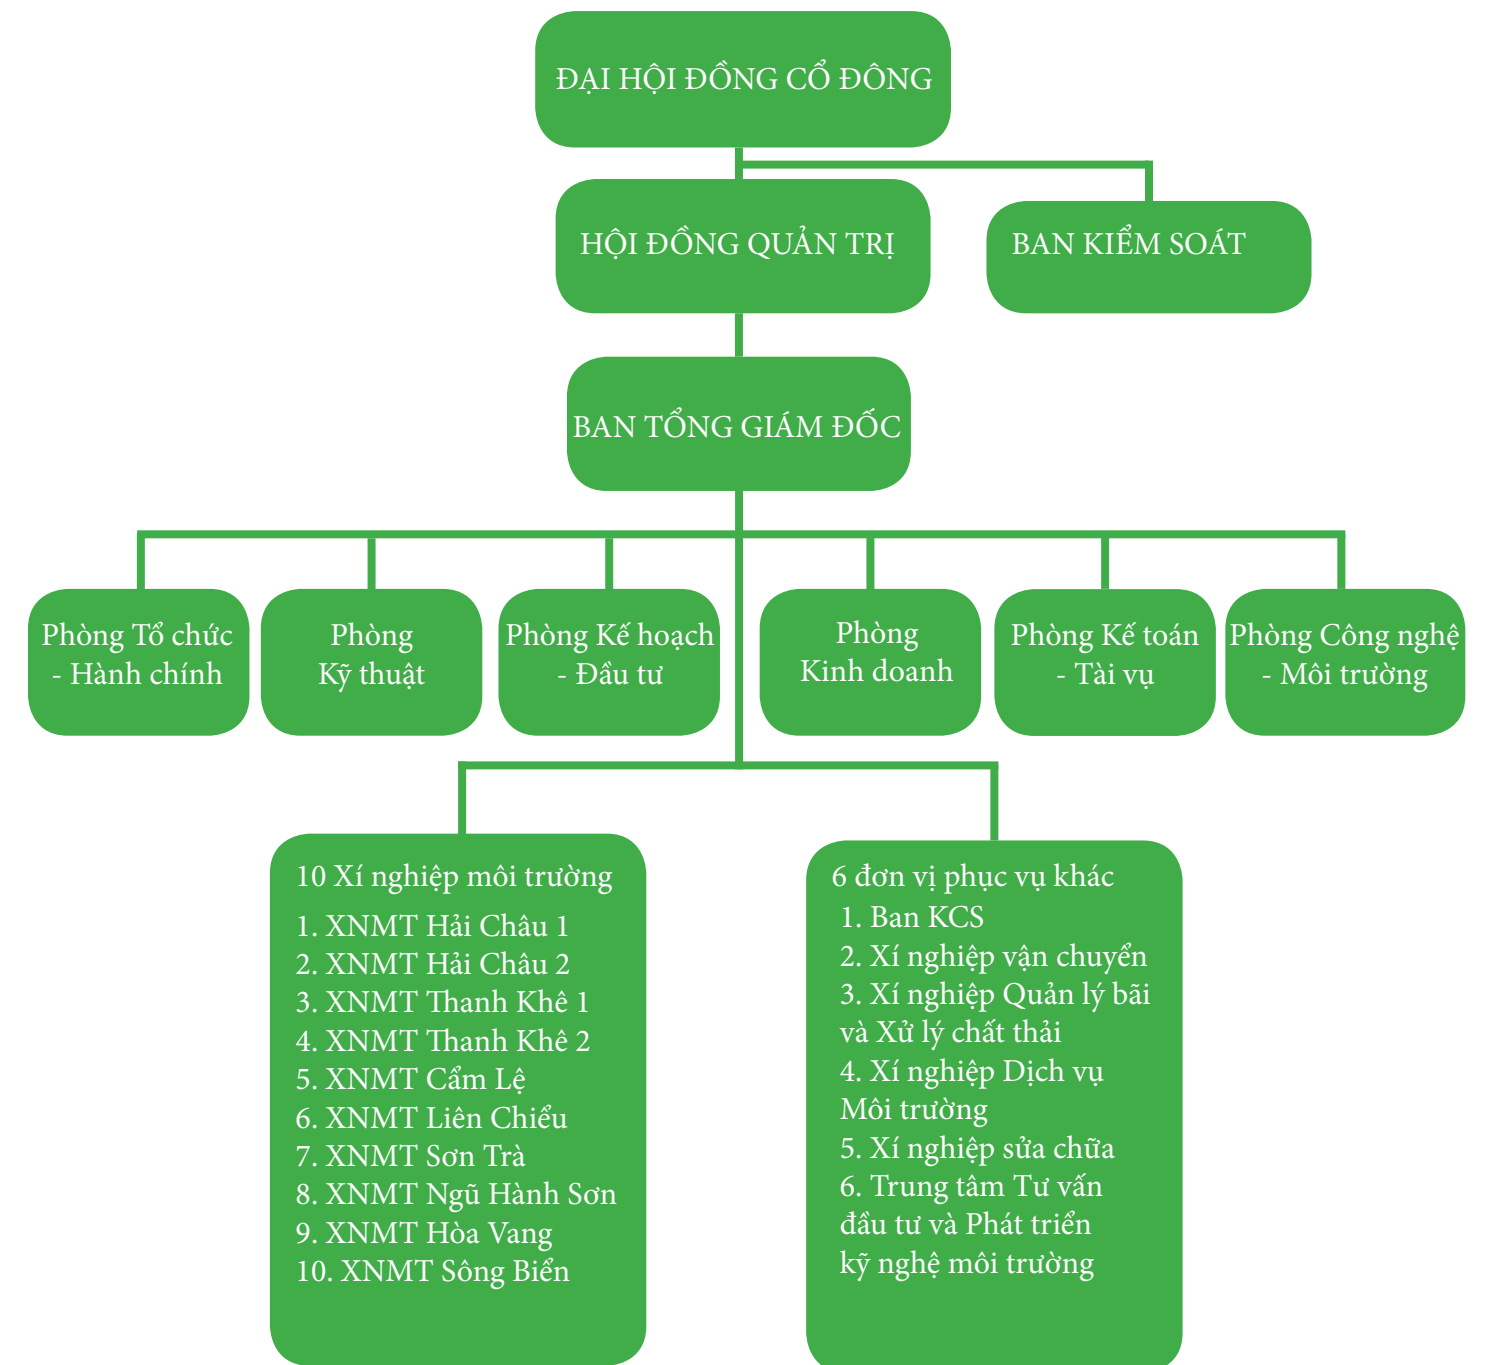 ĐẠI HỘI ĐỒNG CỔ ĐÔNG
HỘI ĐỒNG QUẢN TRỊ
BAN KIỂM SOÁT
BAN TỔNG GIÁM ĐỐC
Phòng Tổ chức
- Hành chính
Phòng
Kỹ thuật
Phòng Kế hoạch
- Đầu tư
Phòng
Kinh doanh
Phòng Kế toán
- Tài vụ
Phòng Công nghệ
- Môi trường
10 Xí nghiệp môi trường
1. XNMT Hải Châu 1
2. XNMT Hải Châu 2
3. XNMT Thanh Khê 1
4. XNMT Thanh Khê 2
5. XNMT Cẩm Lệ
6. XNMT Liên Chiểu
7. XNMT Sơn Trà
8. XNMT Ngũ Hành Sơn
9. XNMT Hòa Vang
10. XNMT Sông Biển
6 đơn vị phục vụ khác
1. Ban KCS
2. Xí nghiệp vận chuyển
3. Xí nghiệp Quản lý bãi
và Xử lý chất thải
4. Xí nghiệp Dịch vụ
Môi trường
5. Xí nghiệp sửa chữa
6. Trung tâm Tư vấn
đầu tư và Phát triển
kỹ nghệ môi trường